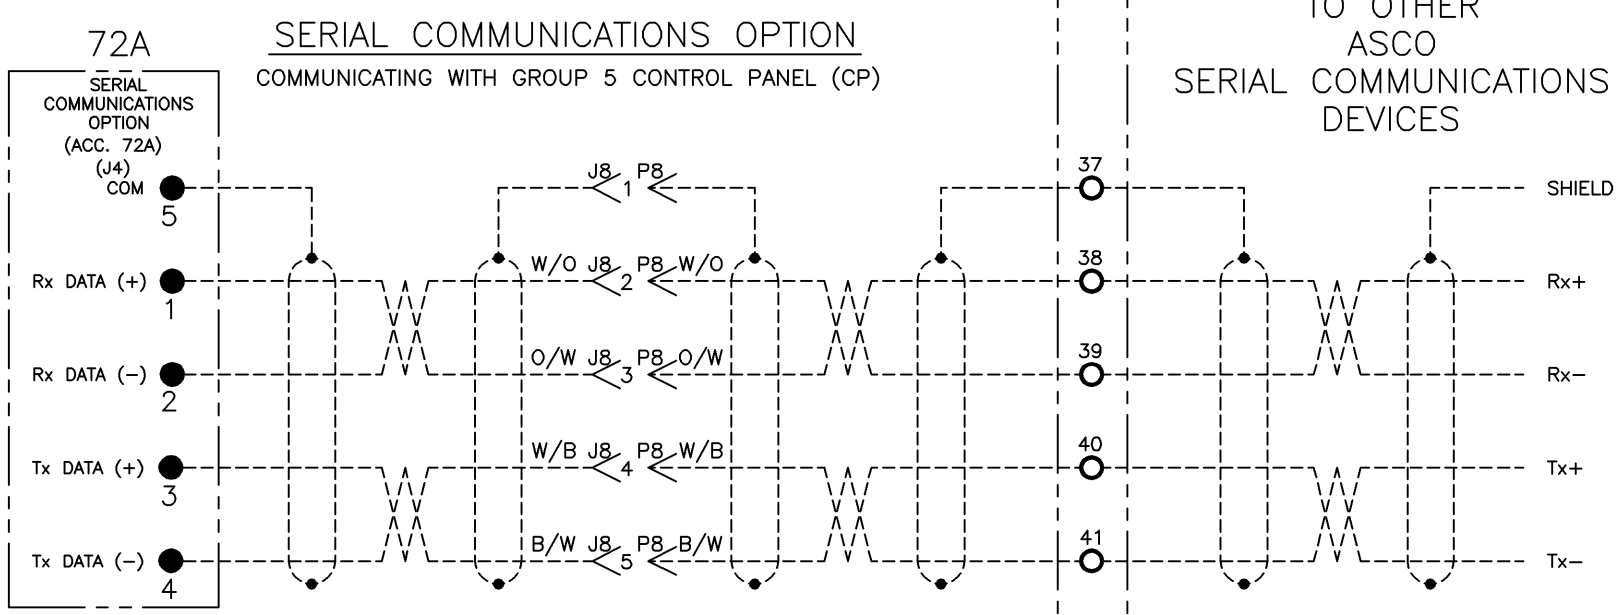 TO OTHER
ASCO
SERIAL COMMUNICATIONS
DEVICES
72A
SERIAL COMMUNICATIONS OPTION
COMMUNICATING WITH GROUP 5 CONTROL PANEL (CP)
SERIAL
COMMUNICATIONS
OPTION
(ACC. 72A)
(J4)
COM
5
J8 1 P8
37
SHIELD
Rx DATA (+)
1
W/O J8 2 P8 W/O
38
Rx+
Rx DATA (-)
2
O/W J8 3 P8 O/W
39
Rx-
Tx DATA (+)
3
W/B J8 4 P8 W/B
40
Tx+
Tx DATA (-)
4
B/W J8 5 P8 B/W
41
Tx-